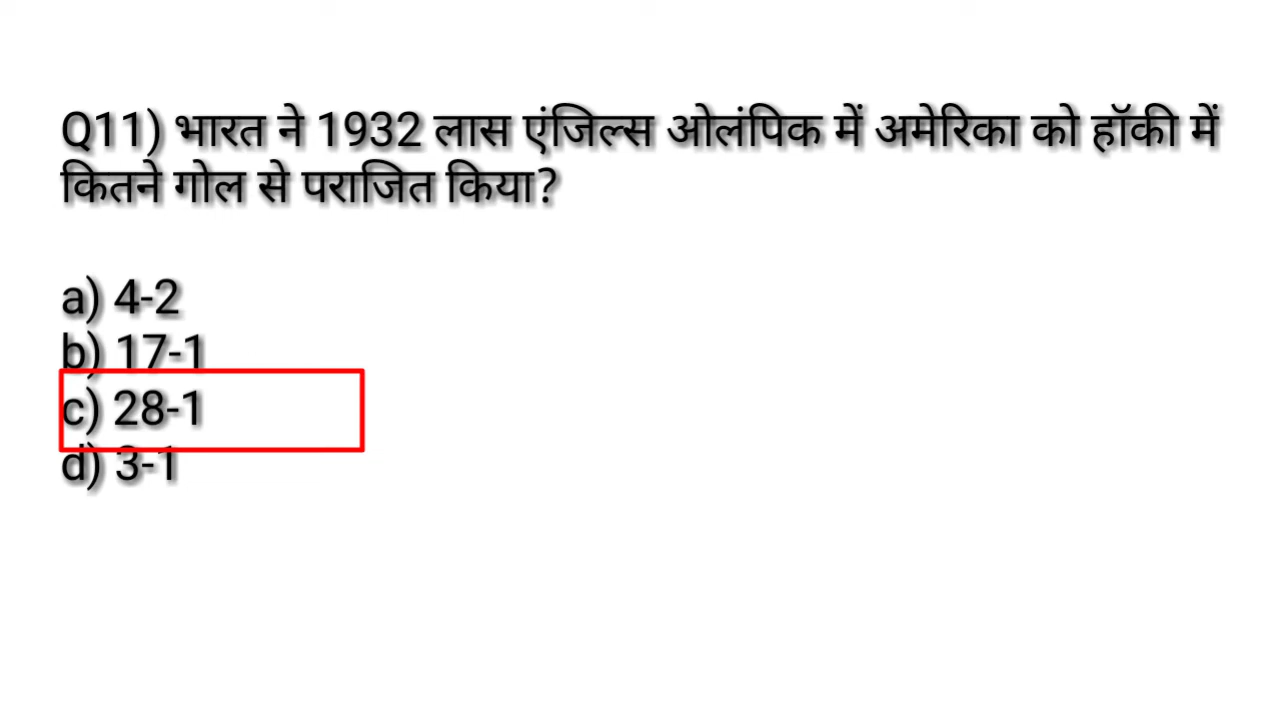 Q11) भारत ने 1932 लास एंजिल्स ओलंपिक में अमेरिका को हॉकी में
कितने गोल से पराजित किया?
a) 4-2
b) 17-1
c) 28-1
d) 3-1